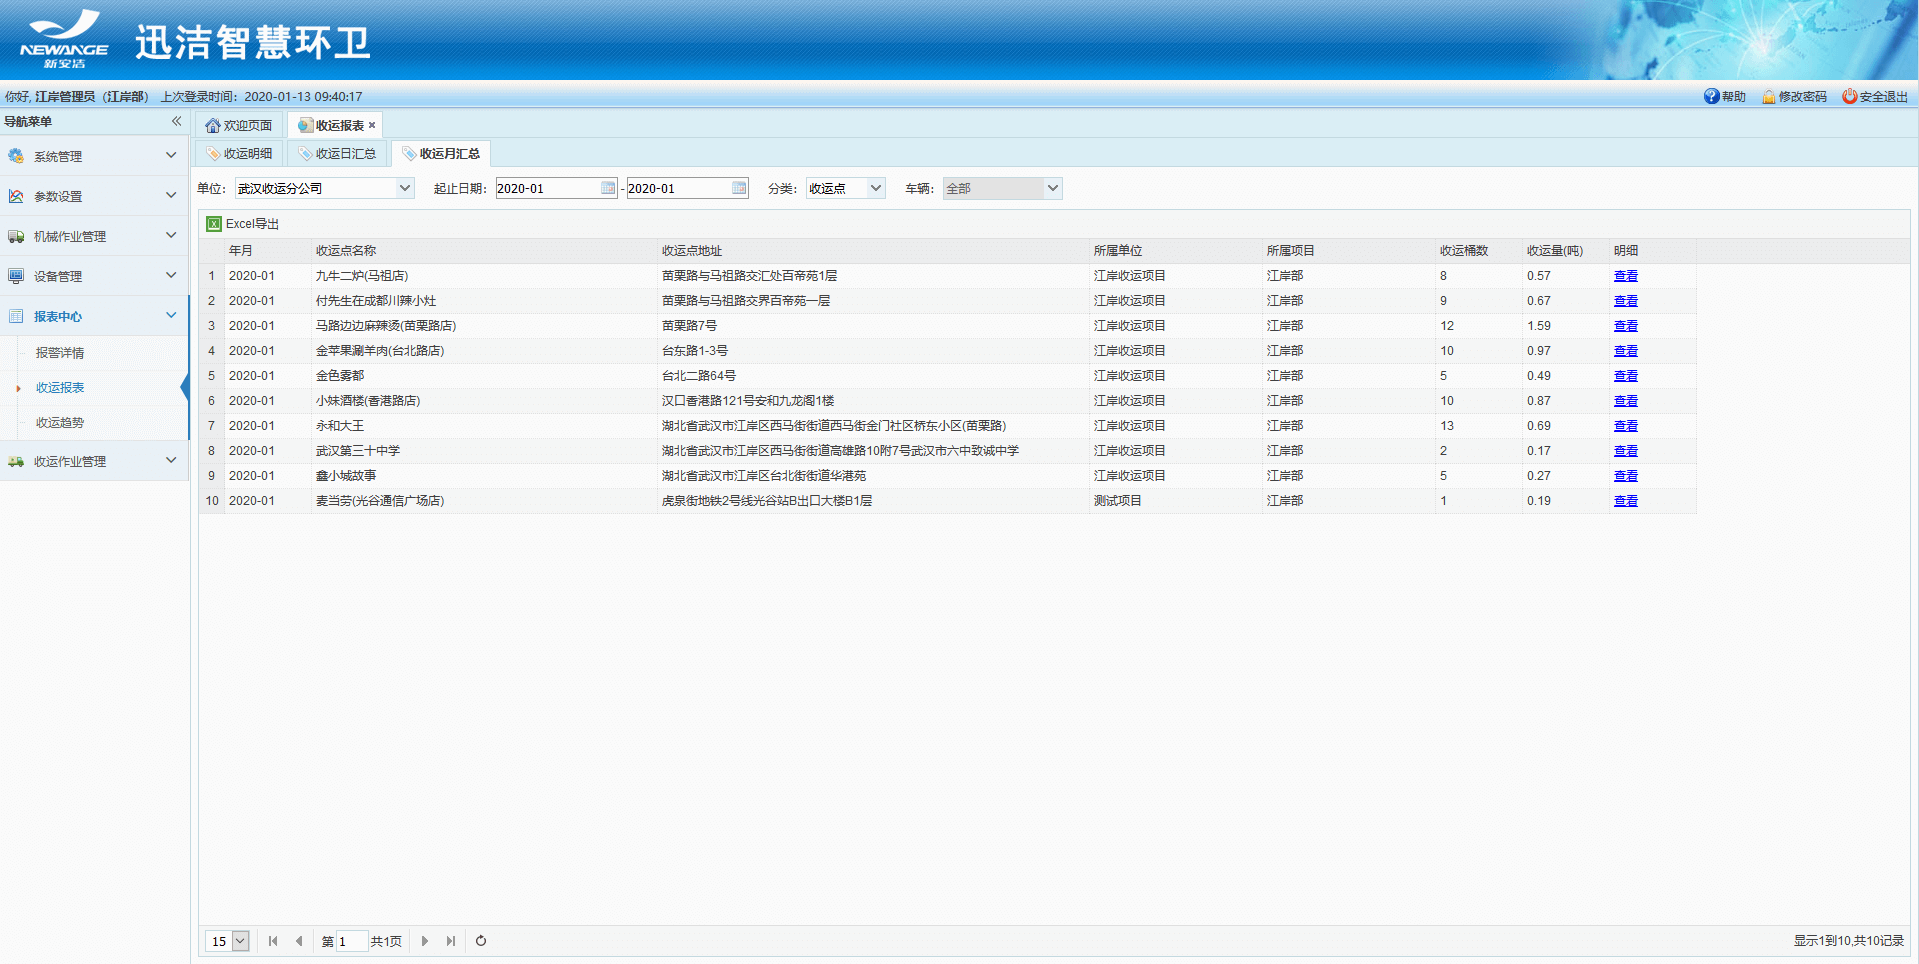 NEWANGE
新安洁
迅洁智慧环卫
你好, 江岸管理员（江岸部） 上次登录时间：2020-01-13 09:40:17 帮助 修改密码 安全退出
导航菜单
系统管理
参数设置
机械作业管理
设备管理
报表中心
报警详情
收运报表
收运趋势
收运作业管理
欢迎页面 收运报表
收运明细 收运日汇总 收运月汇总
单位： 武汉收运分公司 起止日期： 2020-01 - 2020-01 分类： 收运点 车辆： 全部
Excel导出
年月 收运点名称 收运点地址 所属单位 所属项目 收运桶数 收运量(吨) 明细
1 2020-01 九牛二炉(马祖店) 苗栗路与马祖路交汇处百帝苑1层 江岸收运项目 江岸部 8 0.57 查看
2 2020-01 付先生在成都川辣小灶 苗栗路与马祖路交界百帝苑一层 江岸收运项目 江岸部 9 0.67 查看
3 2020-01 马路边边麻辣烫(苗栗路店) 苗栗路7号 江岸收运项目 江岸部 12 1.59 查看
4 2020-01 金苹果涮羊肉(台北路店) 台东路1-3号 江岸收运项目 江岸部 10 0.97 查看
5 2020-01 金色雾都 台北二路64号 江岸收运项目 江岸部 5 0.49 查看
6 2020-01 小妹酒楼(香港路店) 汉口香港路121号安和九龙阁1楼 江岸收运项目 江岸部 10 0.87 查看
7 2020-01 永和大王 湖北省武汉市江岸区西马街街道西马街金门社区桥东小区(苗栗路) 江岸收运项目 江岸部 13 0.69 查看
8 2020-01 武汉第三十中学 湖北省武汉市江岸区西马街街道高雄路10附7号武汉市六中致诚中学 江岸收运项目 江岸部 2 0.17 查看
9 2020-01 鑫小城故事 湖北省武汉市江岸区台北街街道华港苑 江岸收运项目 江岸部 5 0.27 查看
10 2020-01 麦当劳(光谷通信广场店) 虎泉街地铁2号线光谷站B出口大楼B1层 测试项目 江岸部 1 0.19 查看
15 第 1 共1页 显示1到10,共10记录